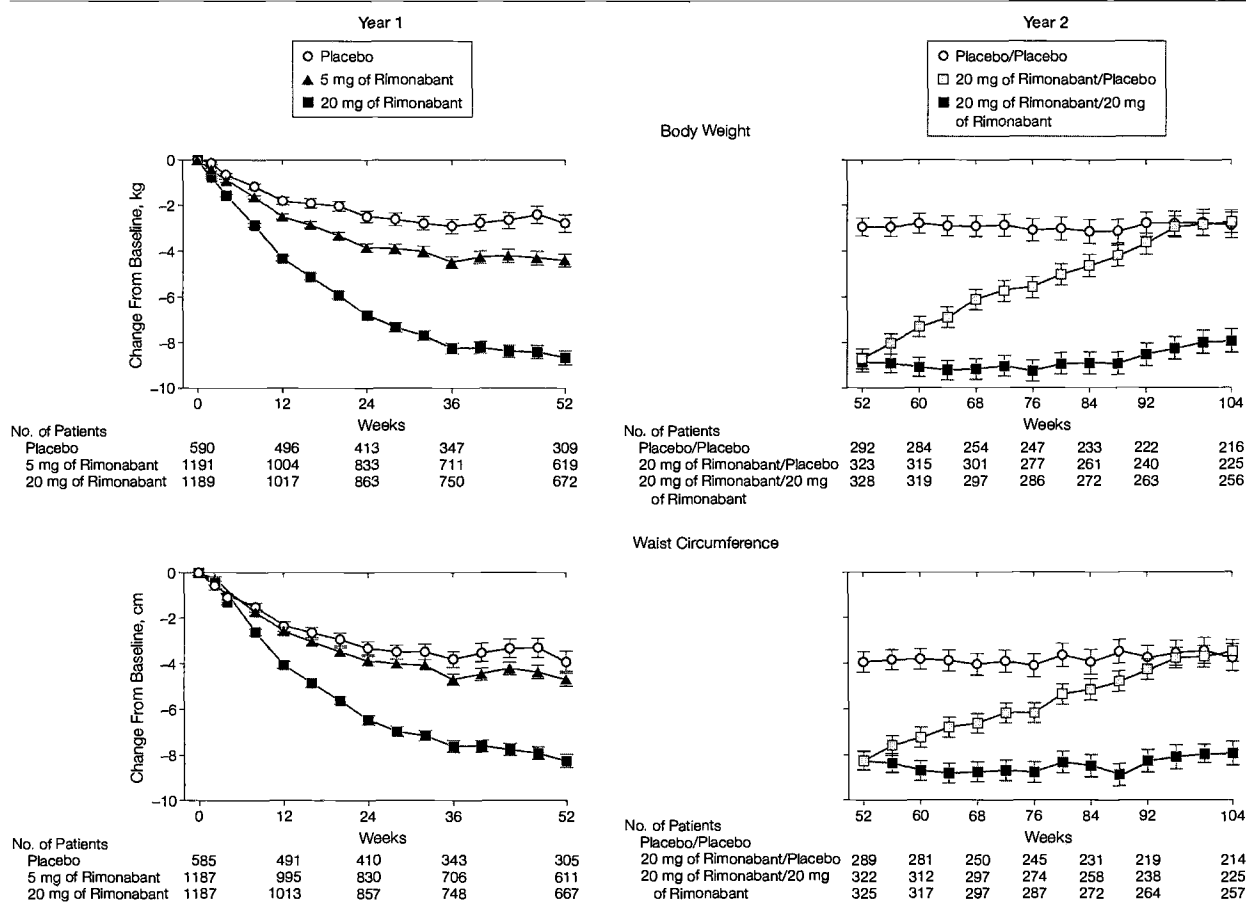 Year 1
Placebo
5 mg of Rimonabant
20 mg of Rimonabant
Year 2
Placebo/Placebo
20 mg of Rimonabant/Placebo
20 mg of Rimonabant/20 mg
of Rimonabant
Body Weight
Change From Baseline, kg
0
−2
−4
−6
−8
−10
0 12 24 36 52
Weeks
No. of Patients
Placebo 590 496 413 347 309
5 mg of Rimonabant 1191 1004 833 711 619
20 mg of Rimonabant 1189 1017 863 750 672
52 60 68 76 84 92 104
Weeks
No. of Patients
Placebo/Placebo 292 284 254 247 233 222 216
20 mg of Rimonabant/Placebo 323 315 301 277 261 240 225
20 mg of Rimonabant/20 mg 328 319 297 286 272 263 256
of Rimonabant
Waist Circumference
Change From Baseline, cm
0
−2
−4
−6
−8
−10
0 12 24 36 52
Weeks
No. of Patients
Placebo 585 491 410 343 305
5 mg of Rimonabant 1187 995 830 706 611
20 mg of Rimonabant 1187 1013 857 748 667
52 60 68 76 84 92 104
Weeks
No. of Patients
Placebo/Placebo
20 mg of Rimonabant/Placebo 289 281 250 245 231 219 214
20 mg of Rimonabant/20 mg 322 312 297 274 258 238 225
of Rimonabant 325 317 297 287 272 264 257